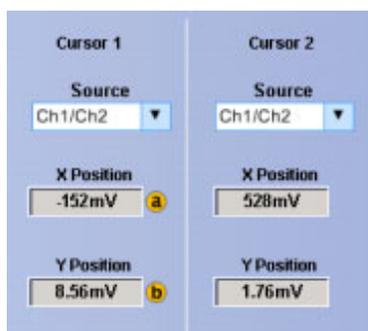 Cursor 1 Cursor 2
Source Source
Ch1/Ch2 Ch1/Ch2
X Position X Position
-152mV a 528mV
Y Position Y Position
8.56mV b 1.76mV